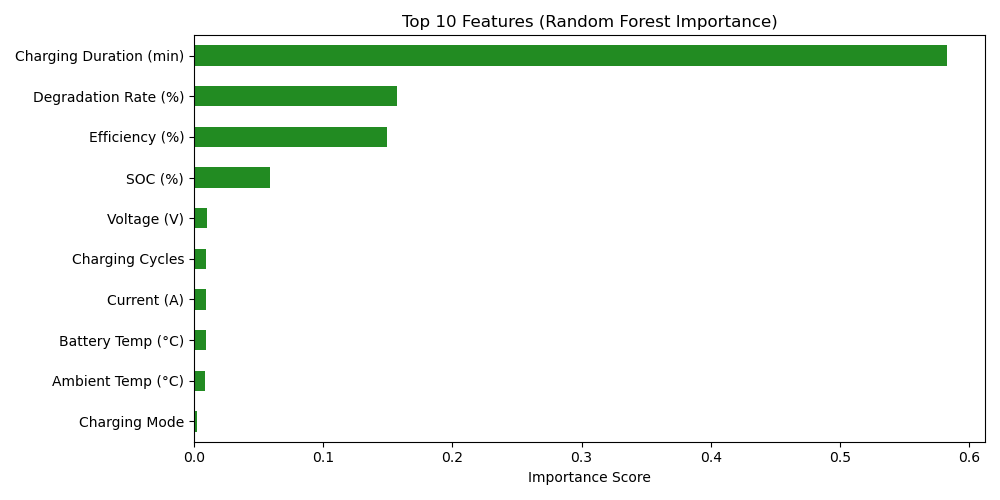 Top 10 Features (Random Forest Importance)
Charging Duration (min)
Degradation Rate (%)
Efficiency (%)
SOC (%)
Voltage (V)
Charging Cycles
Current (A)
Battery Temp (°C)
Ambient Temp (°C)
Charging Mode
0.0 0.1 0.2 0.3 0.4 0.5 0.6
Importance Score